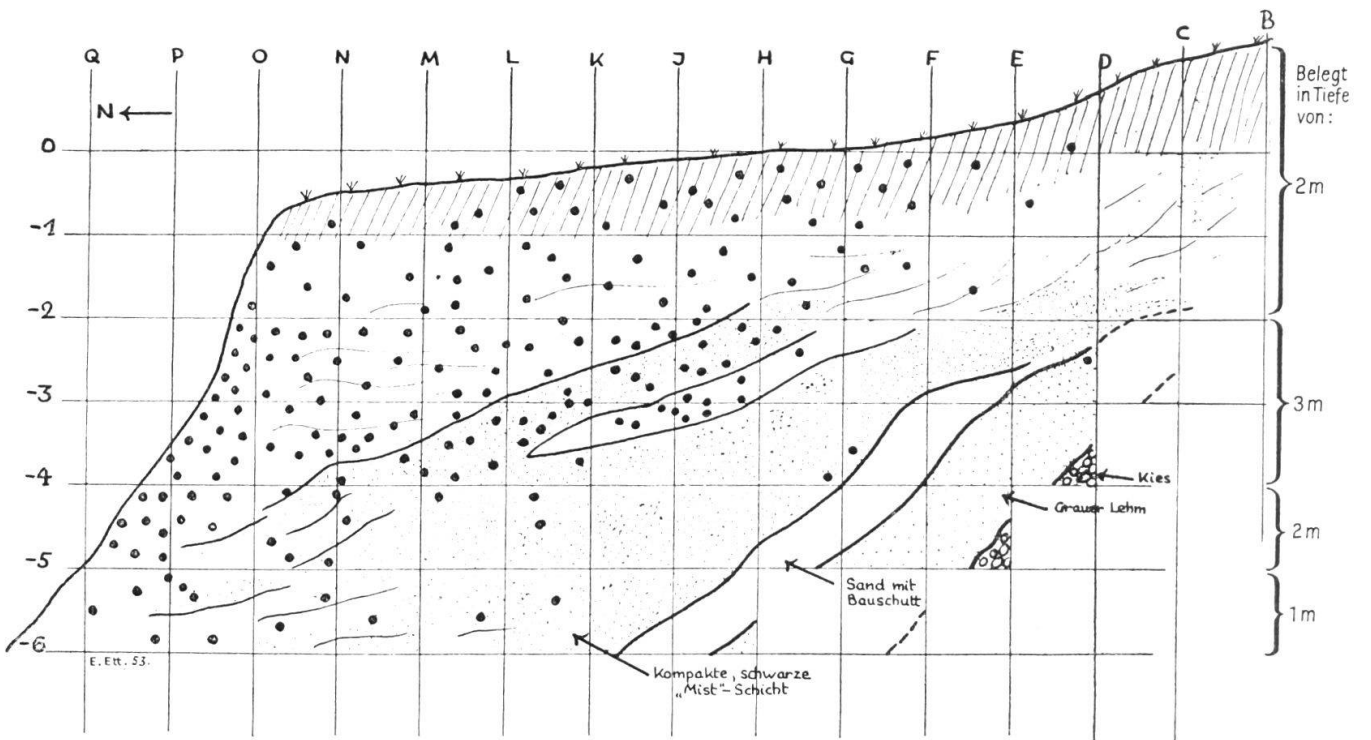 Q P O N M L K J H G F E D C B
N
Belegt
in Tiefe
von:
0
-1
-2
-3
-4
-5
-6
2m
3m
2m
1m
Kies
Grauer Lehm
Sand mit
Bauschutt
Kompakte, schwarze
„Mist"-Schicht
E. Ett. 53.